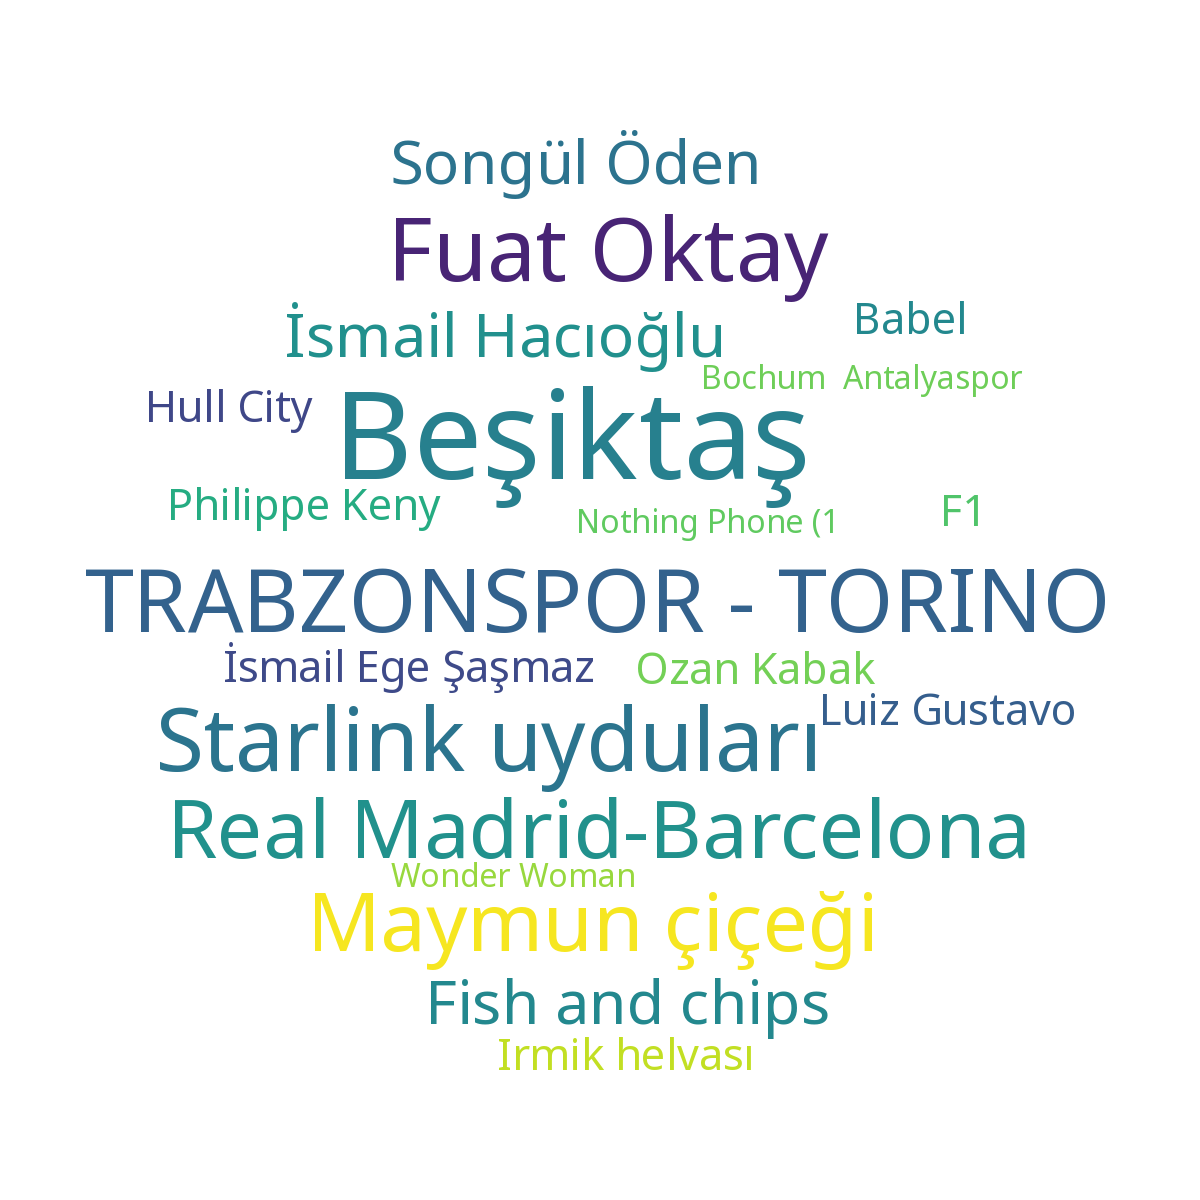 Songül Öden
Fuat Oktay
İsmail Hacıoğlu
Babel
Bochum Antalyaspor
Hull City
Beşiktaş
Philippe Keny
Nothing Phone (1
F1
TRABZONSPOR - TORINO
İsmail Ege Şaşmaz
Ozan Kabak
Luiz Gustavo
Starlink uyduları
Real Madrid-Barcelona
Wonder Woman
Maymun çiçeği
Fish and chips
Irmik helvası